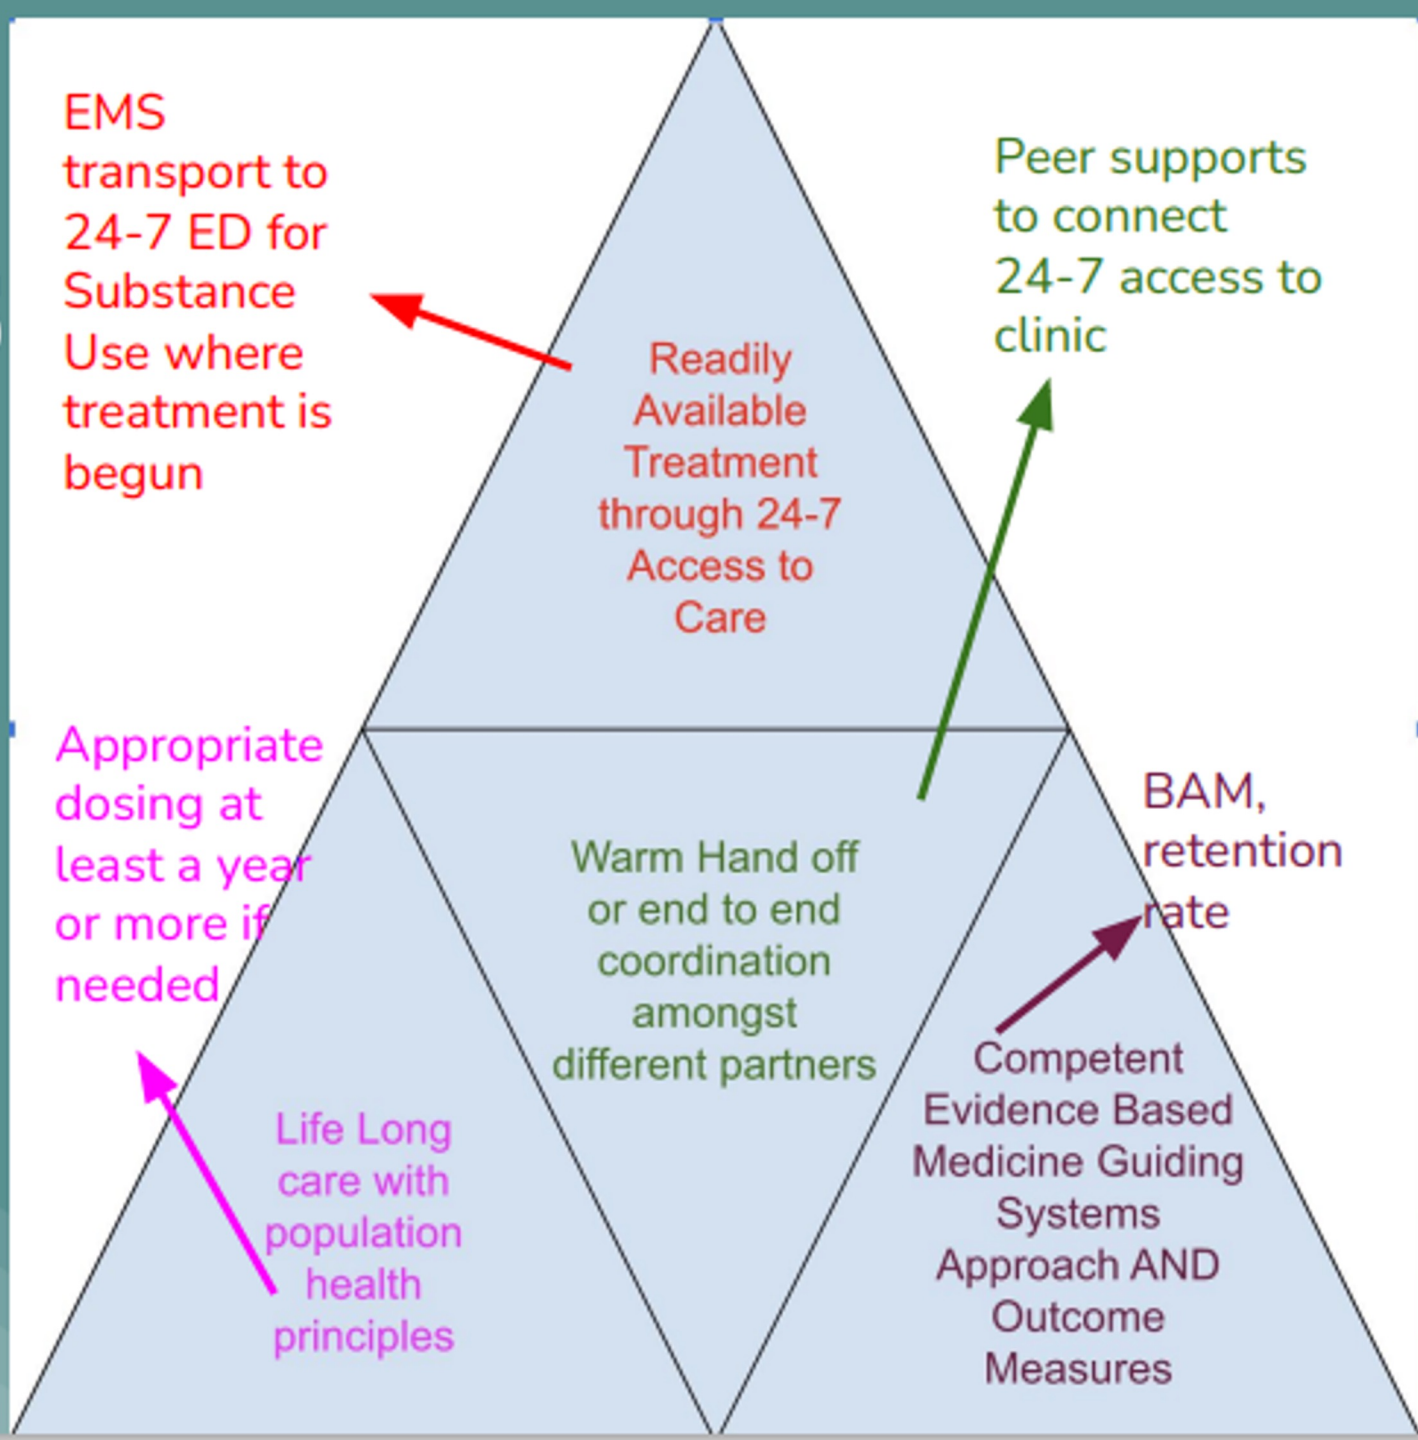 EMS
transport to
24-7 ED for
Substance
Use where
treatment is
begun
Peer supports
to connect
24-7 access to
clinic
Readily
Available
Treatment
through 24-7
Access to
Care
Appropriate
dosing at
least a year
or more if
needed
BAM,
retention
rate
Warm Hand off
or end to end
coordination
amongst
different partners
Life Long
care with
population
health
principles
Competent
Evidence Based
Medicine Guiding
Systems
Approach AND
Outcome
Measures